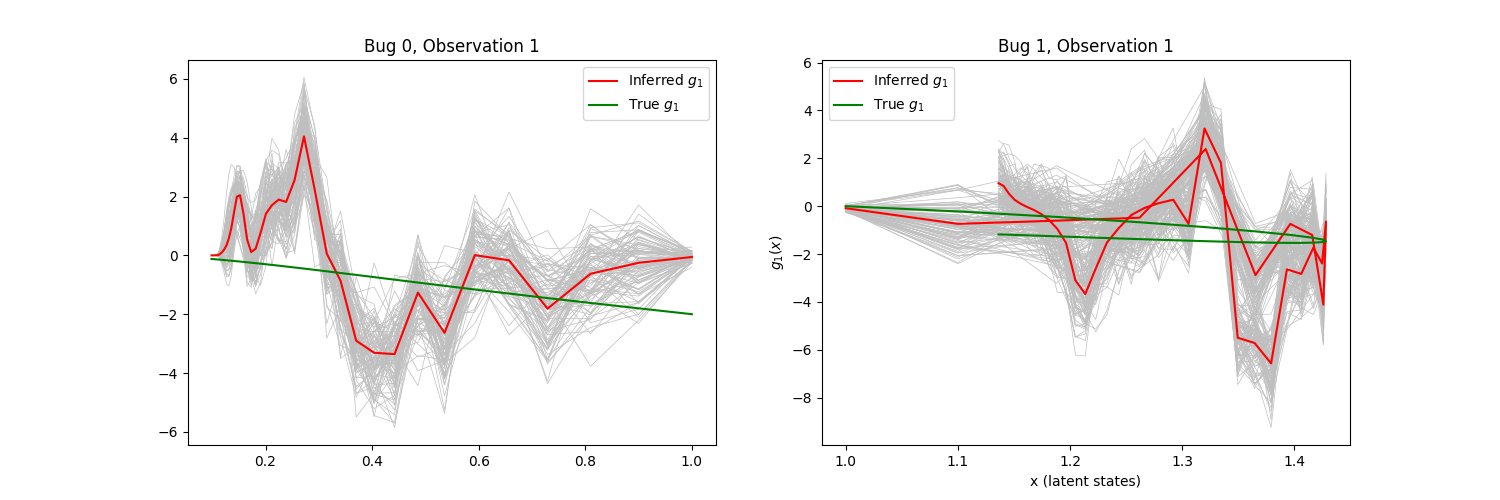 Bug 0, Observation 1
Inferred g₁
True g₁
6
4
2
0
−2
−4
−6
0.2 0.4 0.6 0.8 1.0
Bug 1, Observation 1
Inferred g₁
True g₁
g₁(x)
6
4
2
0
−2
−4
−6
−8
1.0 1.1 1.2 1.3 1.4
x (latent states)